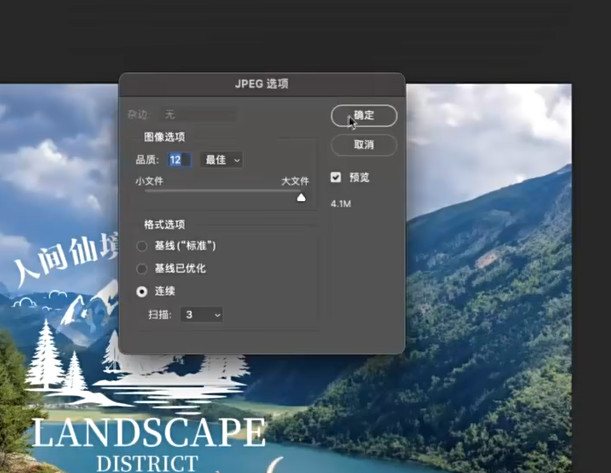 JPEG 选项
杂边: 无
确定
图像选项
取消
品质: 12 最佳
小文件 大文件
预览
4.1M
格式选项
基线(“标准”)
基线已优化
连续
扫描: 3
人间仙境
LANDSCAPE
DISTRICT